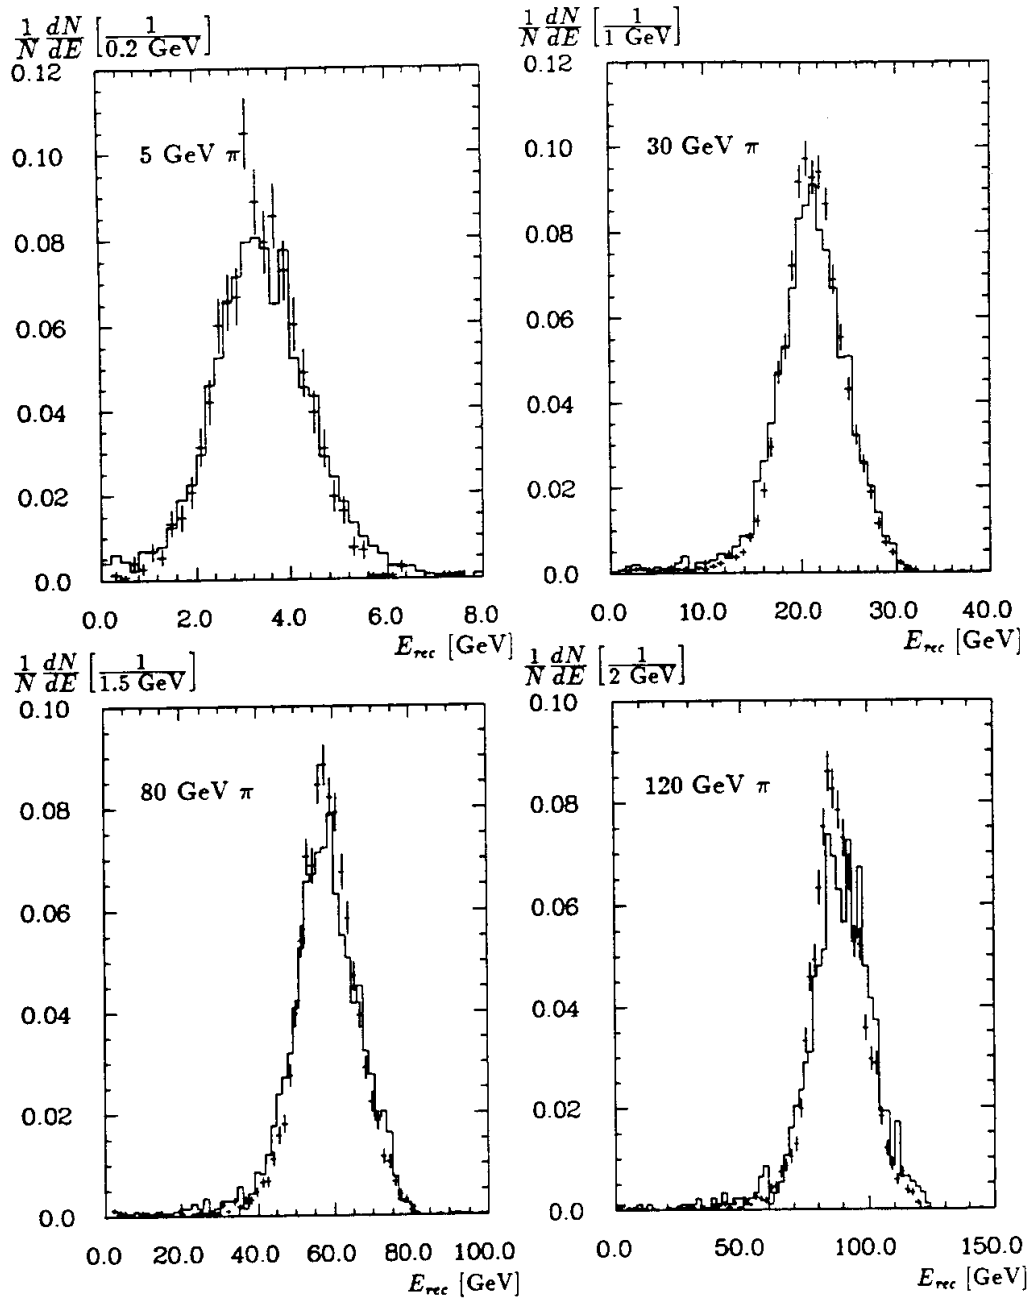 1/N dN/dE [1/0.2 GeV]
0.12
0.10
0.08
0.06
0.04
0.02
0.0
5 GeV π
0.0 2.0 4.0 6.0 8.0
E_rec [GeV]
1/N dN/dE [1/1 GeV]
0.12
0.10
0.08
0.06
0.04
0.02
0.0
30 GeV π
0.0 10.0 20.0 30.0 40.0
E_rec [GeV]
1/N dN/dE [1/1.5 GeV]
0.10
0.08
0.06
0.04
0.02
0.0
80 GeV π
0.0 20.0 40.0 60.0 80.0 100.0
E_rec [GeV]
1/N dN/dE [1/2 GeV]
0.10
0.08
0.06
0.04
0.02
0.0
120 GeV π
0.0 50.0 100.0 150.0
E_rec [GeV]